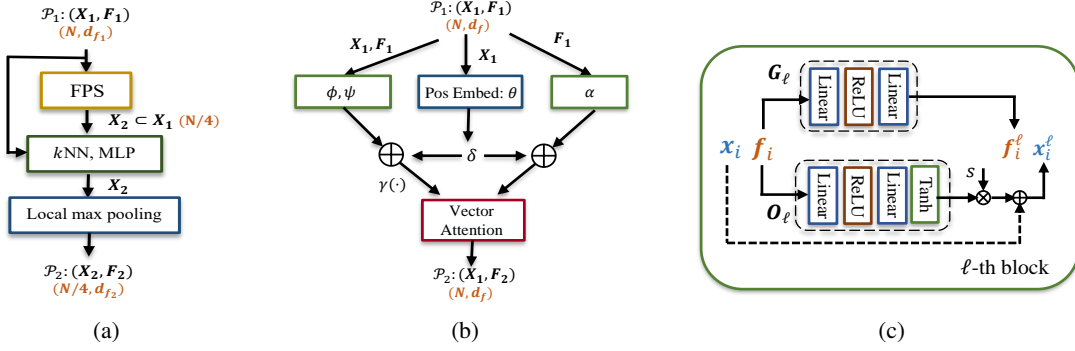 𝒫₁: (X₁, F₁)
(N, d_f₁)
FPS
X₂ ⊂ X₁ (N/4)
kNN, MLP
X₂
Local max pooling
𝒫₂: (X₂, F₂)
(N/4, d_f₂)
(a)
𝒫₁: (X₁, F₁)
(N, d_f)
X₁, F₁
X₁
F₁
ϕ, ψ
Pos Embed: θ
α
δ
γ(·)
Vector
Attention
𝒫₂: (X₁, F₂)
(N, d_f)
(b)
G_ℓ
Linear
ReLU
Linear
x_i
f_i
f_i^ℓ
x_i^ℓ
O_ℓ
Linear
ReLU
Linear
Tanh
s
ℓ-th block
(c)